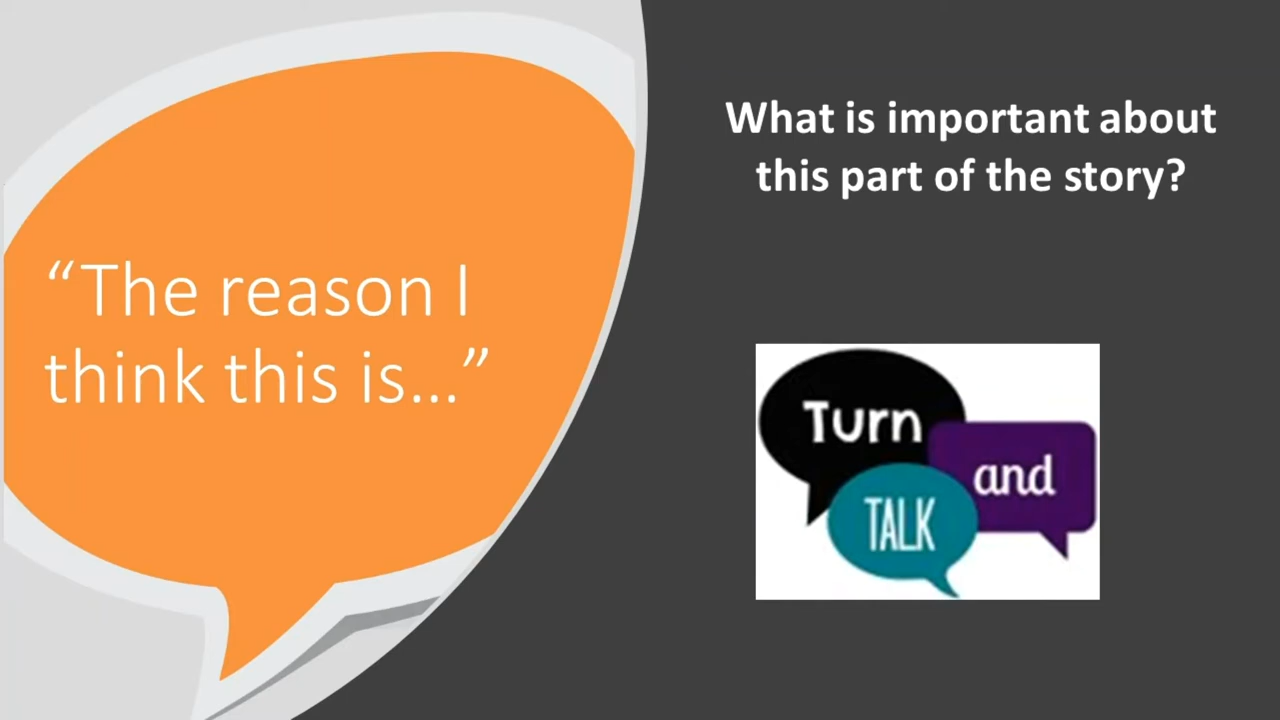 “The reason I
think this is...”
What is important about
this part of the story?
Turn
and
TALK